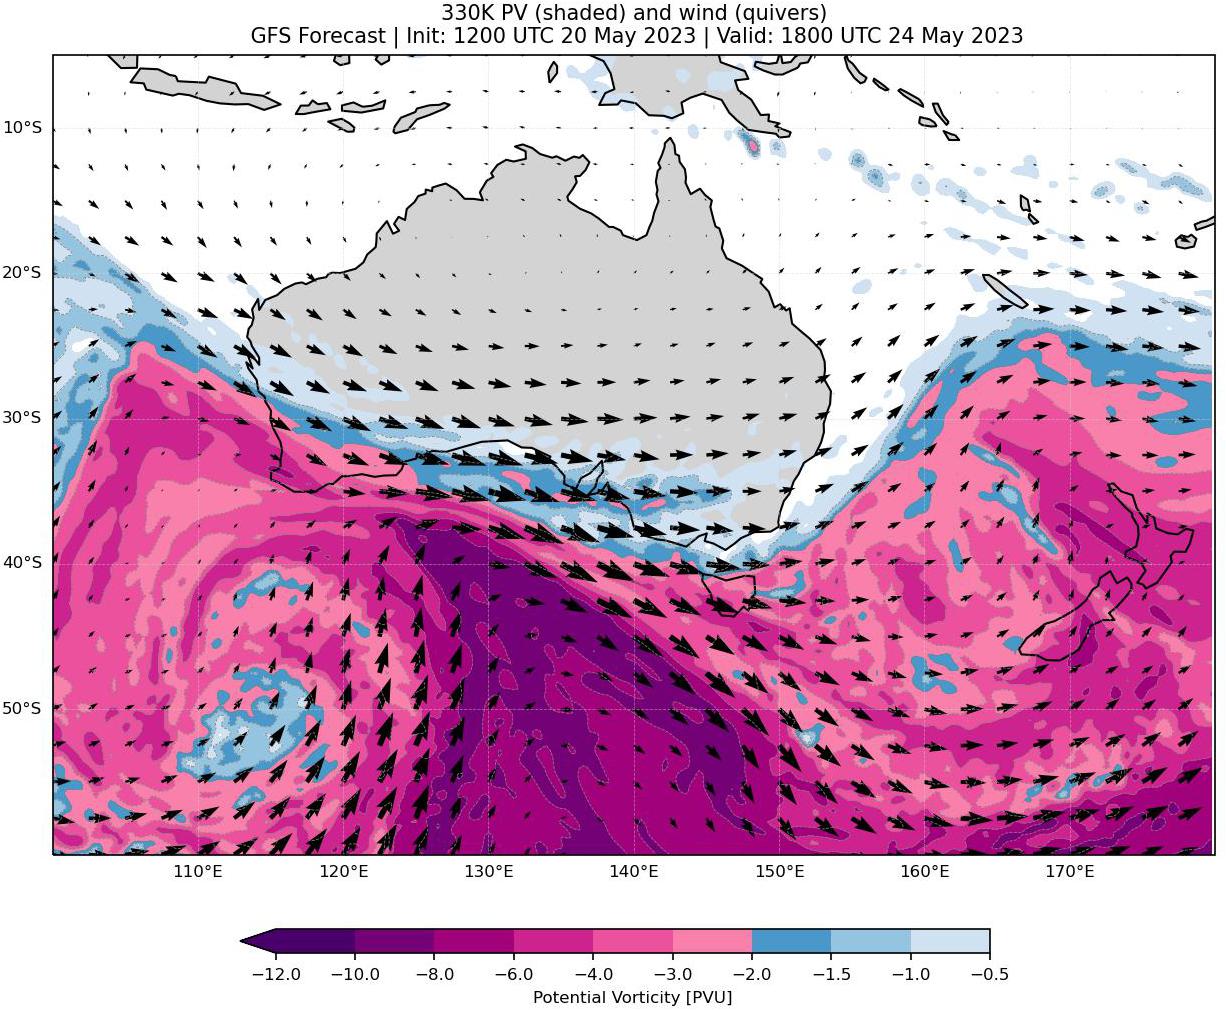 330K PV (shaded) and wind (quivers)
GFS Forecast | Init: 1200 UTC 20 May 2023 | Valid: 1800 UTC 24 May 2023
10°S
20°S
30°S
40°S
50°S
110°E 120°E 130°E 140°E 150°E 160°E 170°E
−12.0 −10.0 −8.0 −6.0 −4.0 −3.0 −2.0 −1.5 −1.0 −0.5
Potential Vorticity [PVU]